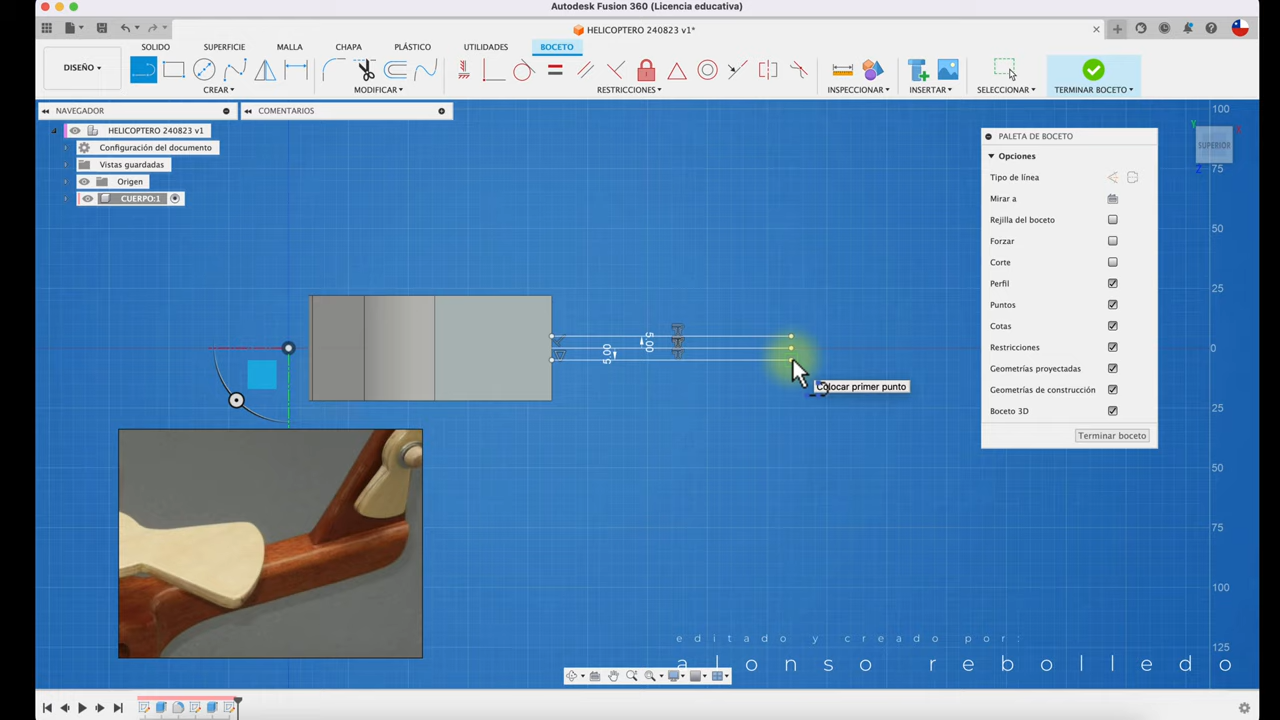 Autodesk Fusion 360 (Licencia educativa)
HELICOPTERO 240823 v1*
DISEÑO
SOLIDO
SUPERFICIE
MALLA
CHAPA
PLÁSTICO
UTILIDADES
BOCETO
CREAR
MODIFICAR
RESTRICCIONES
INSPECCIONAR
INSERTAR
SELECCIONAR
TERMINAR BOCETO
NAVEGADOR
COMENTARIOS
HELICOPTERO 240823 v1
Configuración del documento
Vistas guardadas
Origen
CUERPO:1
PALETA DE BOCETO
Opciones
Tipo de línea
Mirar a
Rejilla del boceto
Forzar
Corte
Perfil
Puntos
Cotas
Restricciones
Geometrías proyectadas
Geometrías de construcción
Boceto 3D
Terminar boceto
SUPERIOR
Y
X
Z
100
75
50
25
0
25
50
75
100
125
5.00
5.00
Colocar primer punto
editado y creado por:
alonso rebolledo